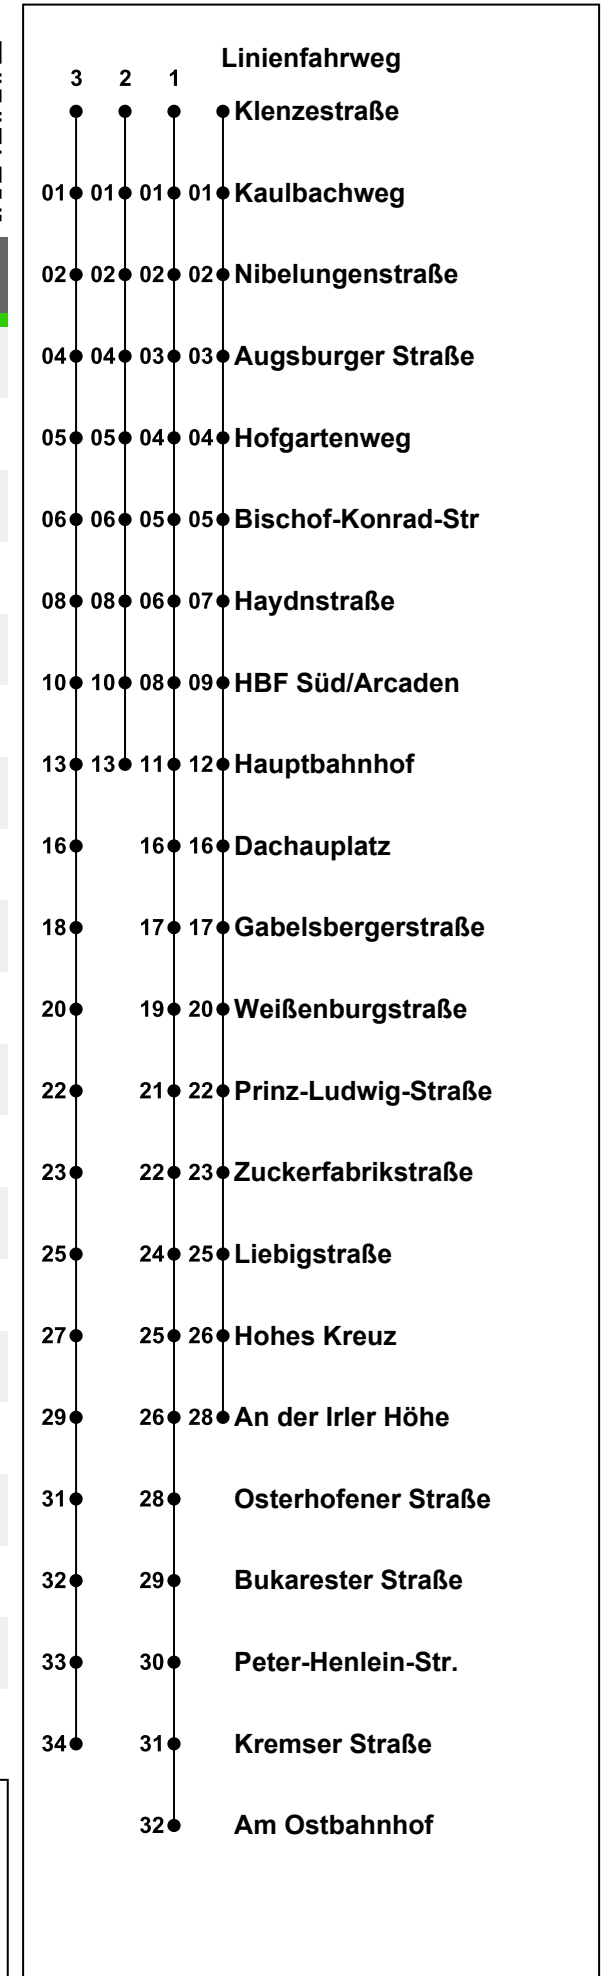 Linienfahrweg
3 2 1
Klenzestraße
01 01 01 01 Kaulbachweg
02 02 02 02 Nibelungenstraße
04 04 03 03 Augsburger Straße
05 05 04 04 Hofgartenweg
06 06 05 05 Bischof-Konrad-Str
08 08 06 07 Haydnstraße
10 10 08 09 HBF Süd/Arcaden
13 13 11 12 Hauptbahnhof
16 16 16 Dachauplatz
18 17 17 Gabelsbergerstraße
20 19 20 Weißenburgstraße
22 21 22 Prinz-Ludwig-Straße
23 22 23 Zuckerfabrikstraße
25 24 25 Liebigstraße
27 25 26 Hohes Kreuz
29 26 28 An der Irler Höhe
31 28 Osterhofener Straße
32 29 Bukarester Straße
33 30 Peter-Henlein-Str.
34 31 Kremser Straße
32 Am Ostbahnhof